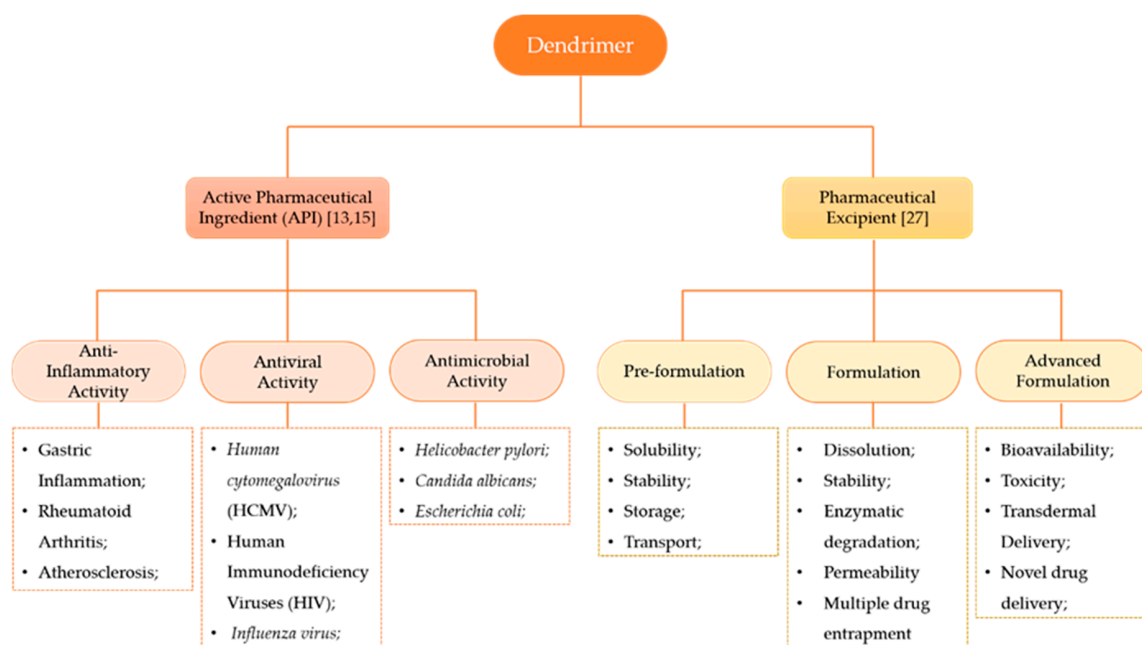 Dendrimer
Active Pharmaceutical
Ingredient (API) [13,15]
Pharmaceutical
Excipient [27]
Anti-
Inflammatory
Activity
Antiviral
Activity
Antimicrobial
Activity
Pre-formulation
Formulation
Advanced
Formulation
• Gastric
Inflammation;
• Rheumatoid
Arthritis;
• Atherosclerosis;
• Human
cytomegalovirus
(HCMV);
• Human
Immunodeficiency
Viruses (HIV);
• Influenza virus;
• Helicobacter pylori;
• Candida albicans;
• Escherichia coli;
• Solubility;
• Stability;
• Storage;
• Transport;
• Dissolution;
• Stability;
• Enzymatic
degradation;
• Permeability
• Multiple drug
entrapment
• Bioavailability;
• Toxicity;
• Transdermal
Delivery;
• Novel drug
delivery;